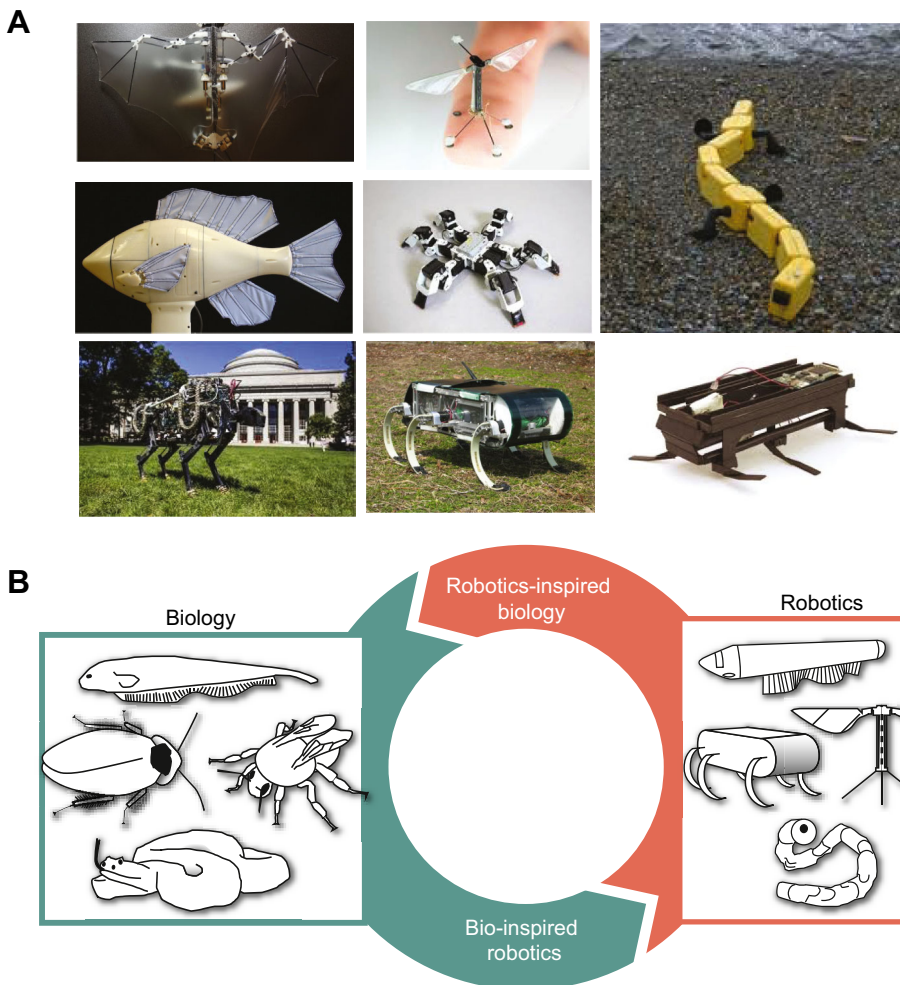 A
B
Robotics-inspired
biology
Biology
Robotics
Bio-inspired
robotics